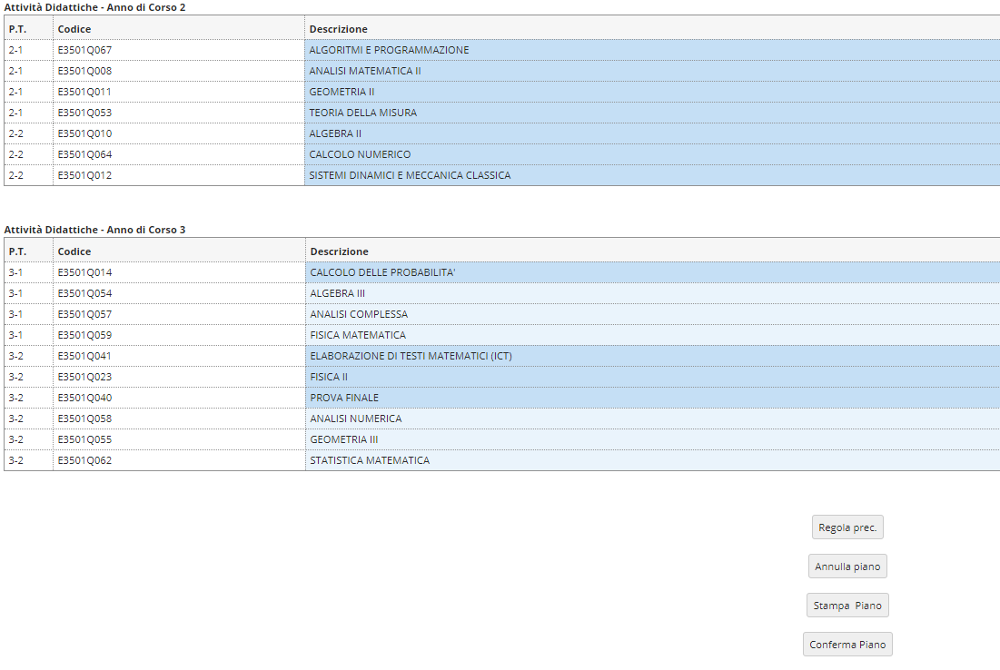 Attività Didattiche - Anno di Corso 2
P.T. Codice Descrizione
2-1 E3501Q067 ALGORITMI E PROGRAMMAZIONE
2-1 E3501Q008 ANALISI MATEMATICA II
2-1 E3501Q011 GEOMETRIA II
2-1 E3501Q053 TEORIA DELLA MISURA
2-2 E3501Q010 ALGEBRA II
2-2 E3501Q064 CALCOLO NUMERICO
2-2 E3501Q012 SISTEMI DINAMICI E MECCANICA CLASSICA
Attività Didattiche - Anno di Corso 3
P.T. Codice Descrizione
3-1 E3501Q014 CALCOLO DELLE PROBABILITA'
3-1 E3501Q054 ALGEBRA III
3-1 E3501Q057 ANALISI COMPLESSA
3-1 E3501Q059 FISICA MATEMATICA
3-2 E3501Q041 ELABORAZIONE DI TESTI MATEMATICI (ICT)
3-2 E3501Q023 FISICA II
3-2 E3501Q040 PROVA FINALE
3-2 E3501Q058 ANALISI NUMERICA
3-2 E3501Q055 GEOMETRIA III
3-2 E3501Q062 STATISTICA MATEMATICA
Regola prec.
Annulla piano
Stampa Piano
Conferma Piano